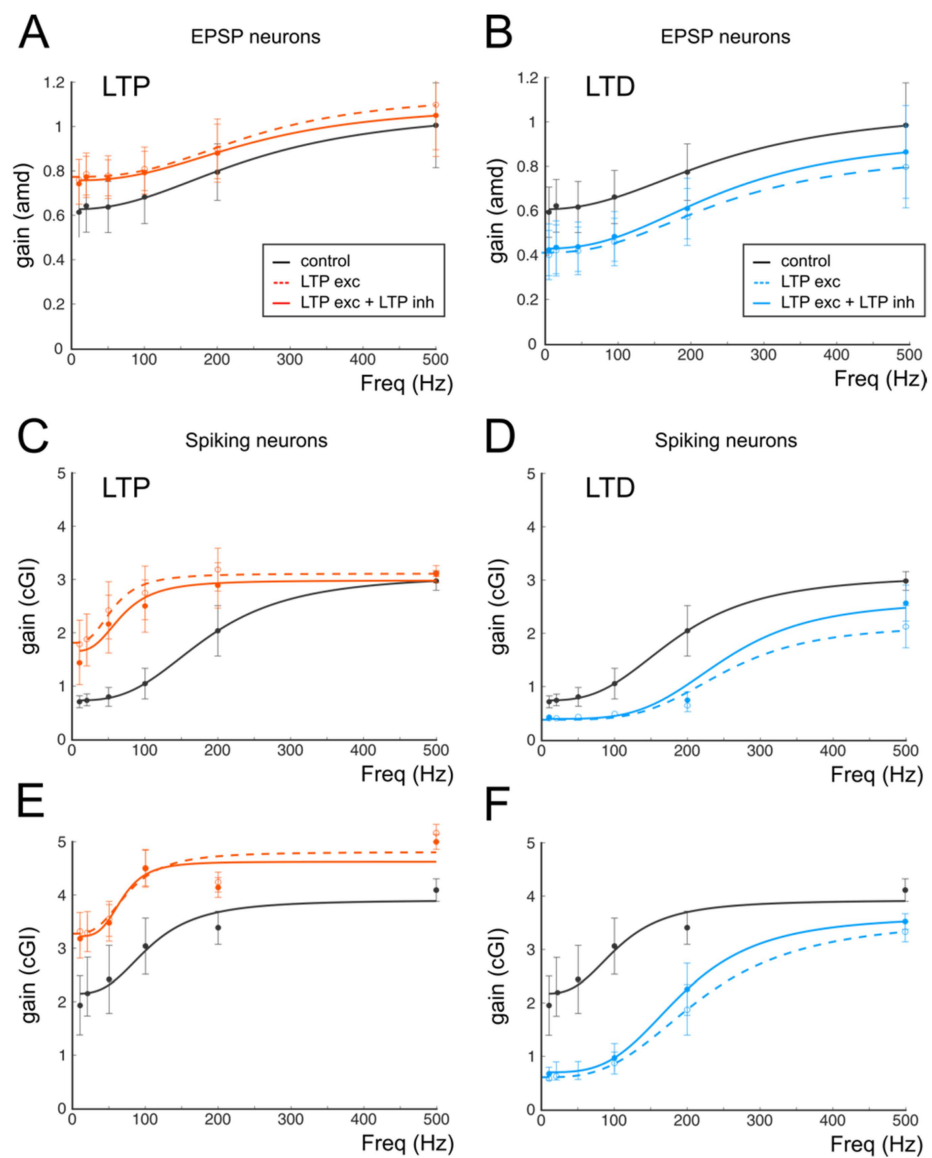 A
EPSP neurons
LTP
gain (amd)
1.2
1
0.8
0.6
0.4
0.2
0
control
LTP exc
LTP exc + LTP inh
0 100 200 300 400 500
Freq (Hz)
B
EPSP neurons
LTD
gain (amd)
1.2
1
0.8
0.6
0.4
0.2
0
control
LTP exc
LTP exc + LTP inh
0 100 200 300 400 500
Freq (Hz)
C
Spiking neurons
LTP
gain (cGI)
5
4
3
2
1
0
0 100 200 300 400 500
Freq (Hz)
D
Spiking neurons
LTD
gain (cGI)
5
4
3
2
1
0
0 100 200 300 400 500
Freq (Hz)
E
gain (cGI)
5
4
3
2
1
0
0 100 200 300 400 500
Freq (Hz)
F
gain (cGI)
5
4
3
2
1
0
0 100 200 300 400 500
Freq (Hz)